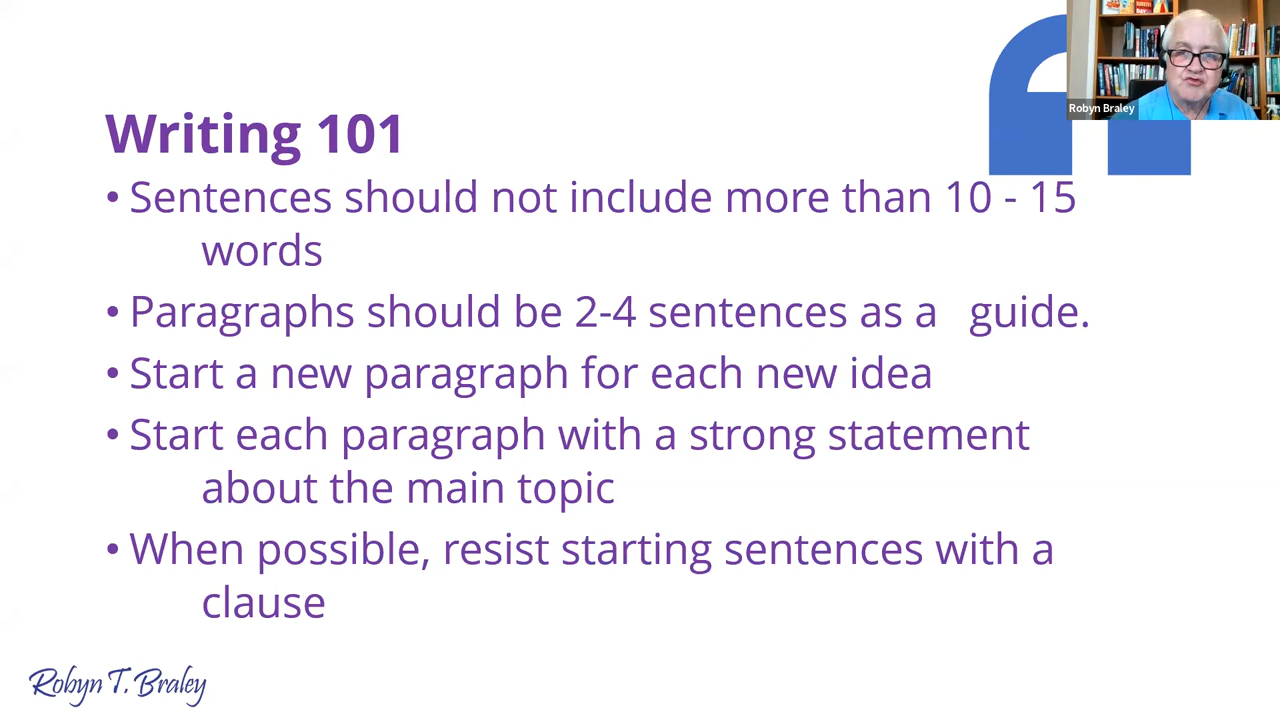 Robyn Braley
Writing 101
• Sentences should not include more than 10 - 15
words
• Paragraphs should be 2-4 sentences as a guide.
• Start a new paragraph for each new idea
• Start each paragraph with a strong statement
about the main topic
• When possible, resist starting sentences with a
clause
Robyn T. Braley